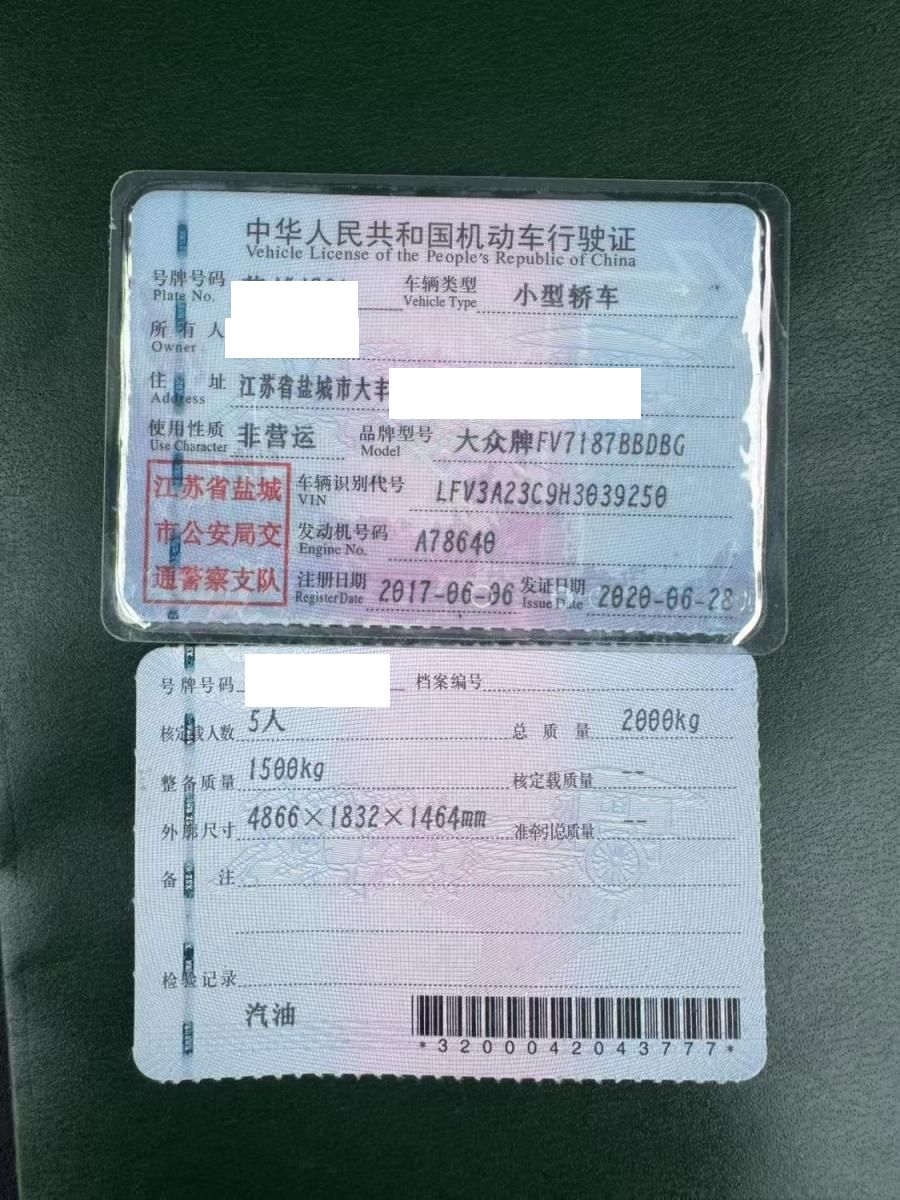 中华人民共和国机动车行驶证
Vehicle License of the People's Republic of China
号牌号码 车辆类型 小型轿车
Plate No. Vehicle Type
所有人
Owner
住址 江苏省盐城市大丰
Address
使用性质 非营运 品牌型号 大众牌FV7187BBDBG
Use Character Model
江苏省盐城
市公安局交
通警察支队
车辆识别代号 LFV3A23C9H3039250
VIN
发动机号码 A78640
Engine No.
注册日期 2017-06-06 发证日期 2020-06-28
Register Date Issue Date
号牌号码 档案编号
核定载人数 5人 总质量 2000kg
整备质量 1500kg 核定载质量 --
外廓尺寸 4866×1832×1464mm 准牵引总质量 --
备注
检验记录
汽油
*3200042043777*